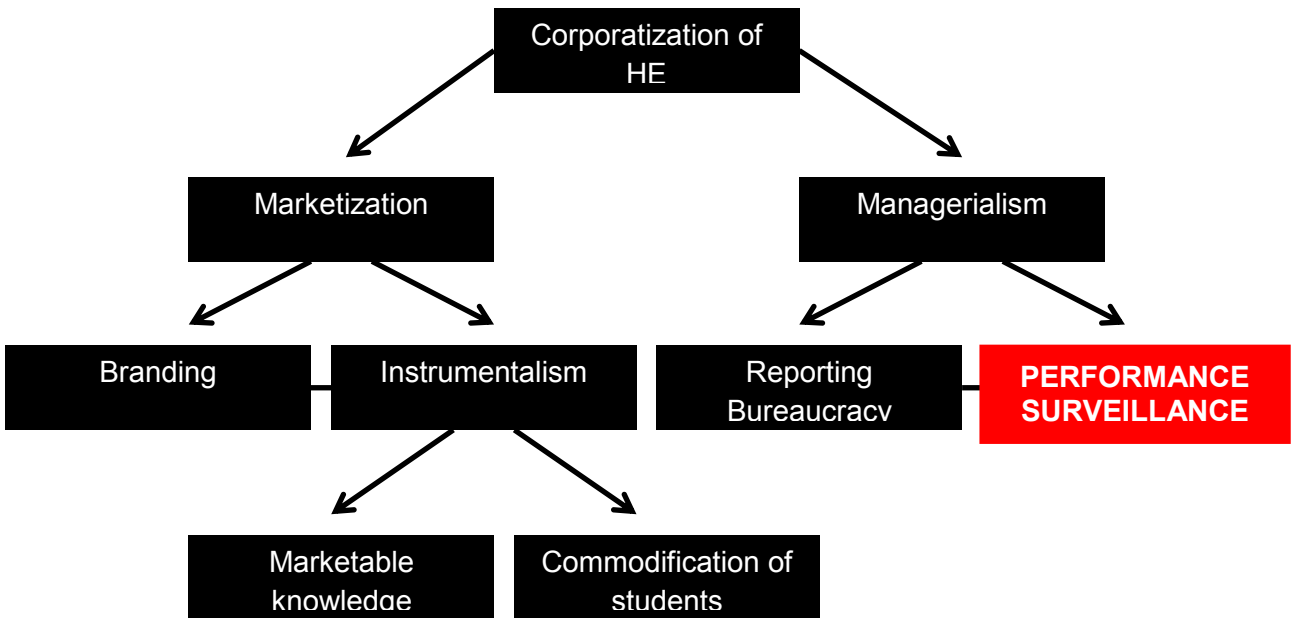 Corporatization of
HE
Marketization
Managerialism
Branding
Instrumentalism
Reporting
Bureaucracy
PERFORMANCE
SURVEILLANCE
Marketable
knowledge
Commodification of
students